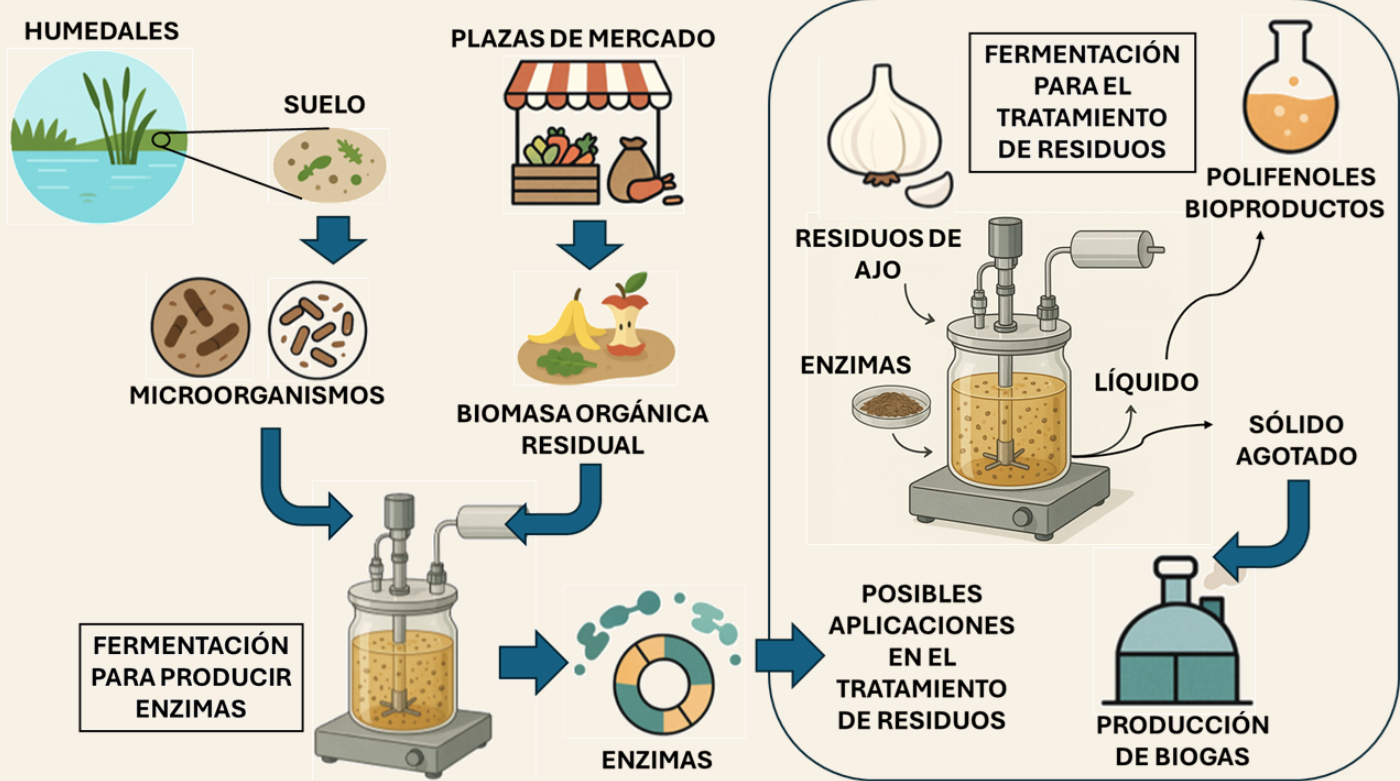 HUMEDALES
SUELO
MICROORGANISMOS
PLAZAS DE MERCADO
BIOMASA ORGÁNICA
RESIDUAL
FERMENTACIÓN
PARA PRODUCIR
ENZIMAS
ENZIMAS
FERMENTACIÓN
PARA EL
TRATAMIENTO
DE RESIDUOS
RESIDUOS DE
AJO
ENZIMAS
POLIFENOLES
BIOPRODUCTOS
LÍQUIDO
SÓLIDO
AGOTADO
POSIBLES
APLICACIONES
EN EL
TRATAMIENTO
DE RESIDUOS
PRODUCCIÓN
DE BIOGAS